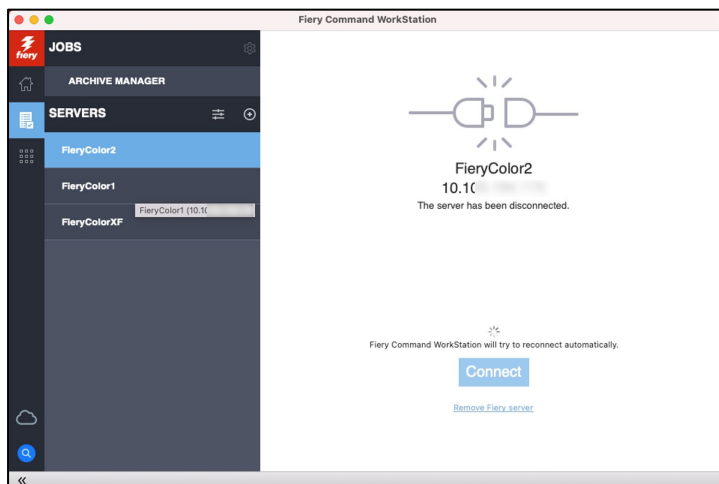 Fiery Command WorkStation
fiery
JOBS
ARCHIVE MANAGER
SERVERS
FieryColor2
FieryColor1
FieryColor1 (10.10
FieryColorXF
FieryColor2
10.10
The server has been disconnected.
Fiery Command WorkStation will try to reconnect automatically.
Connect
Remove Fiery server
«